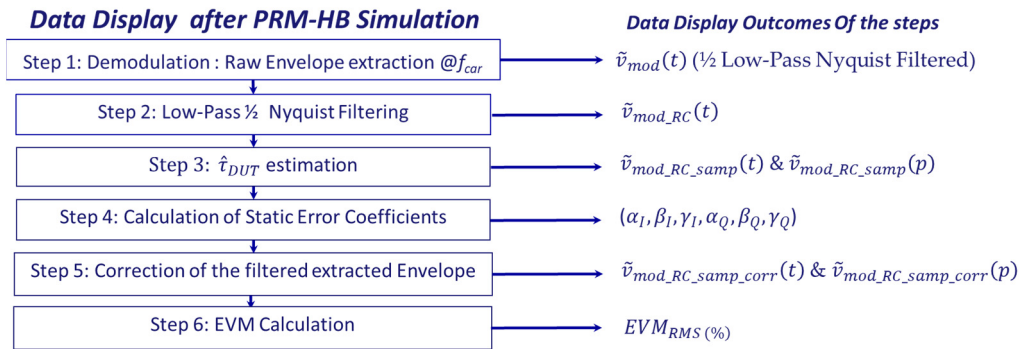 Data Display after PRM-HB Simulation
Data Display Outcomes Of the steps
Step 1: Demodulation : Raw Envelope extraction @f_car
ṽ_mod(t) (½ Low-Pass Nyquist Filtered)
Step 2: Low-Pass ½ Nyquist Filtering
ṽ_mod_RC(t)
Step 3: τ̂_DUT estimation
ṽ_mod_RC_samp(t) & ṽ_mod_RC_samp(p)
Step 4: Calculation of Static Error Coefficients
(α_I, β_I, γ_I, α_Q, β_Q, γ_Q)
Step 5: Correction of the filtered extracted Envelope
ṽ_mod_RC_samp_corr(t) & ṽ_mod_RC_samp_corr(p)
Step 6: EVM Calculation
EVM_RMS (%)